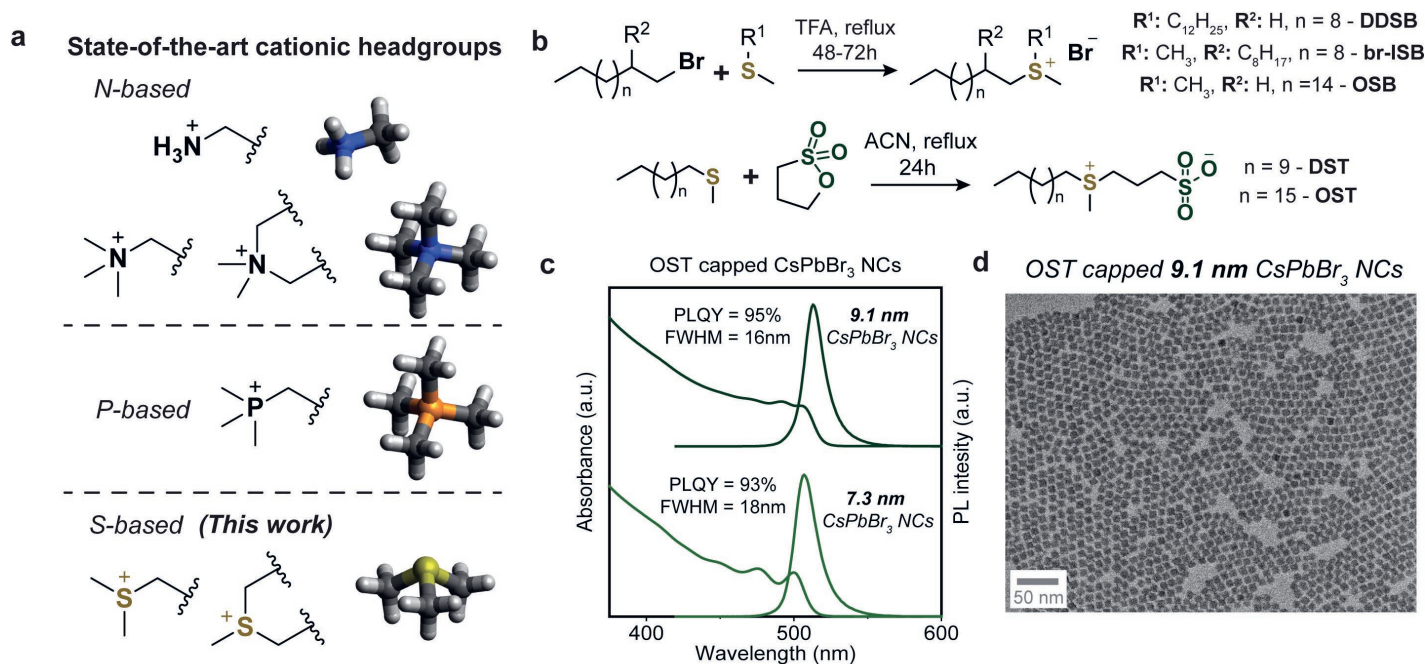 a
State-of-the-art cationic headgroups
N-based
+
H₃N
+
N
+
N
P-based
+
P
S-based (This work)
+
S
+
S
b
R²
Br
n
+
R¹
S
TFA, reflux
48-72h
R²
R¹
S⁺
Br⁻
n
R¹: C₁₂H₂₅, R²: H, n = 8 - DDSB
R¹: CH₃, R²: C₈H₁₇, n = 8 - br-ISB
R¹: CH₃, R²: H, n =14 - OSB
n
S
+
O
S
O
O
ACN, reflux
24h
n
+
S
O
S
O⁻
O
n = 9 - DST
n = 15 - OST
c
OST capped CsPbBr₃ NCs
Absorbance (a.u.)
PLQY = 95%
FWHM = 16nm
9.1 nm
CsPbBr₃ NCs
PLQY = 93%
FWHM = 18nm
7.3 nm
CsPbBr₃ NCs
PL intesity (a.u.)
400 500 600
Wavelength (nm)
d
OST capped 9.1 nm CsPbBr₃ NCs
50 nm